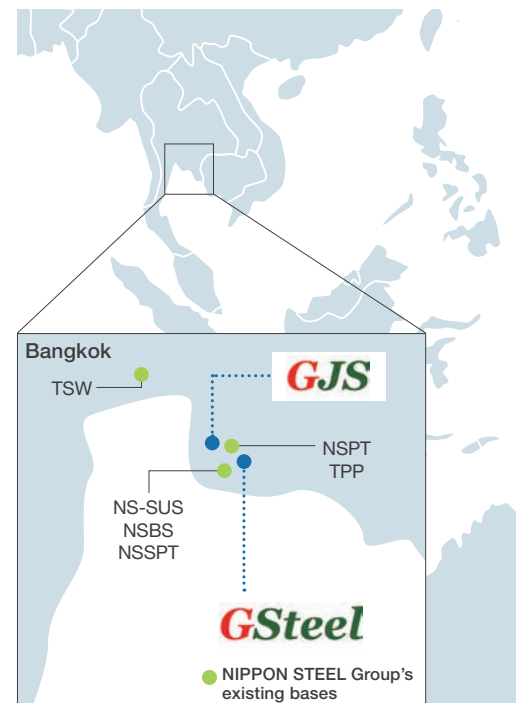 Bangkok
TSW
GJS
NSPT
TPP
NS-SUS
NSBS
NSSPT
GSteel
NIPPON STEEL Group's
existing bases